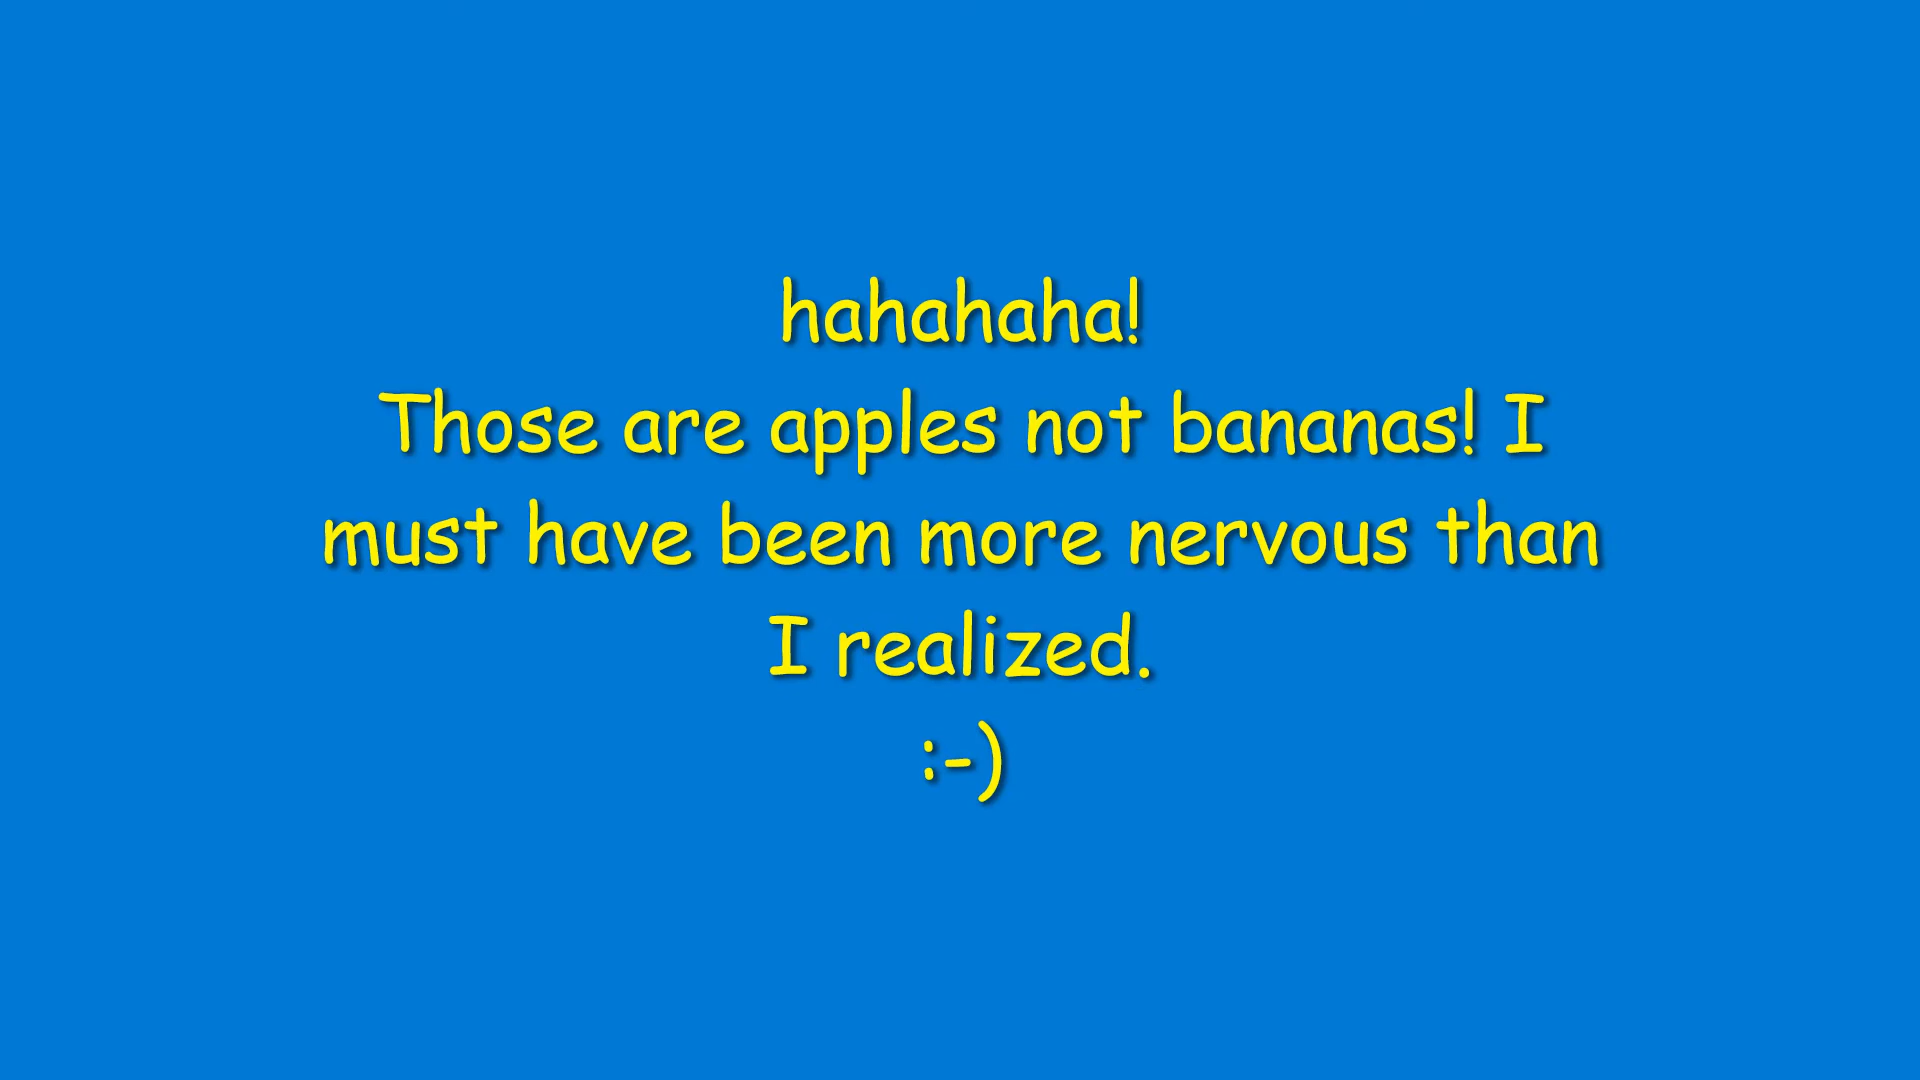 hahahaha!
Those are apples not bananas! I
must have been more nervous than
I realized.
:-)